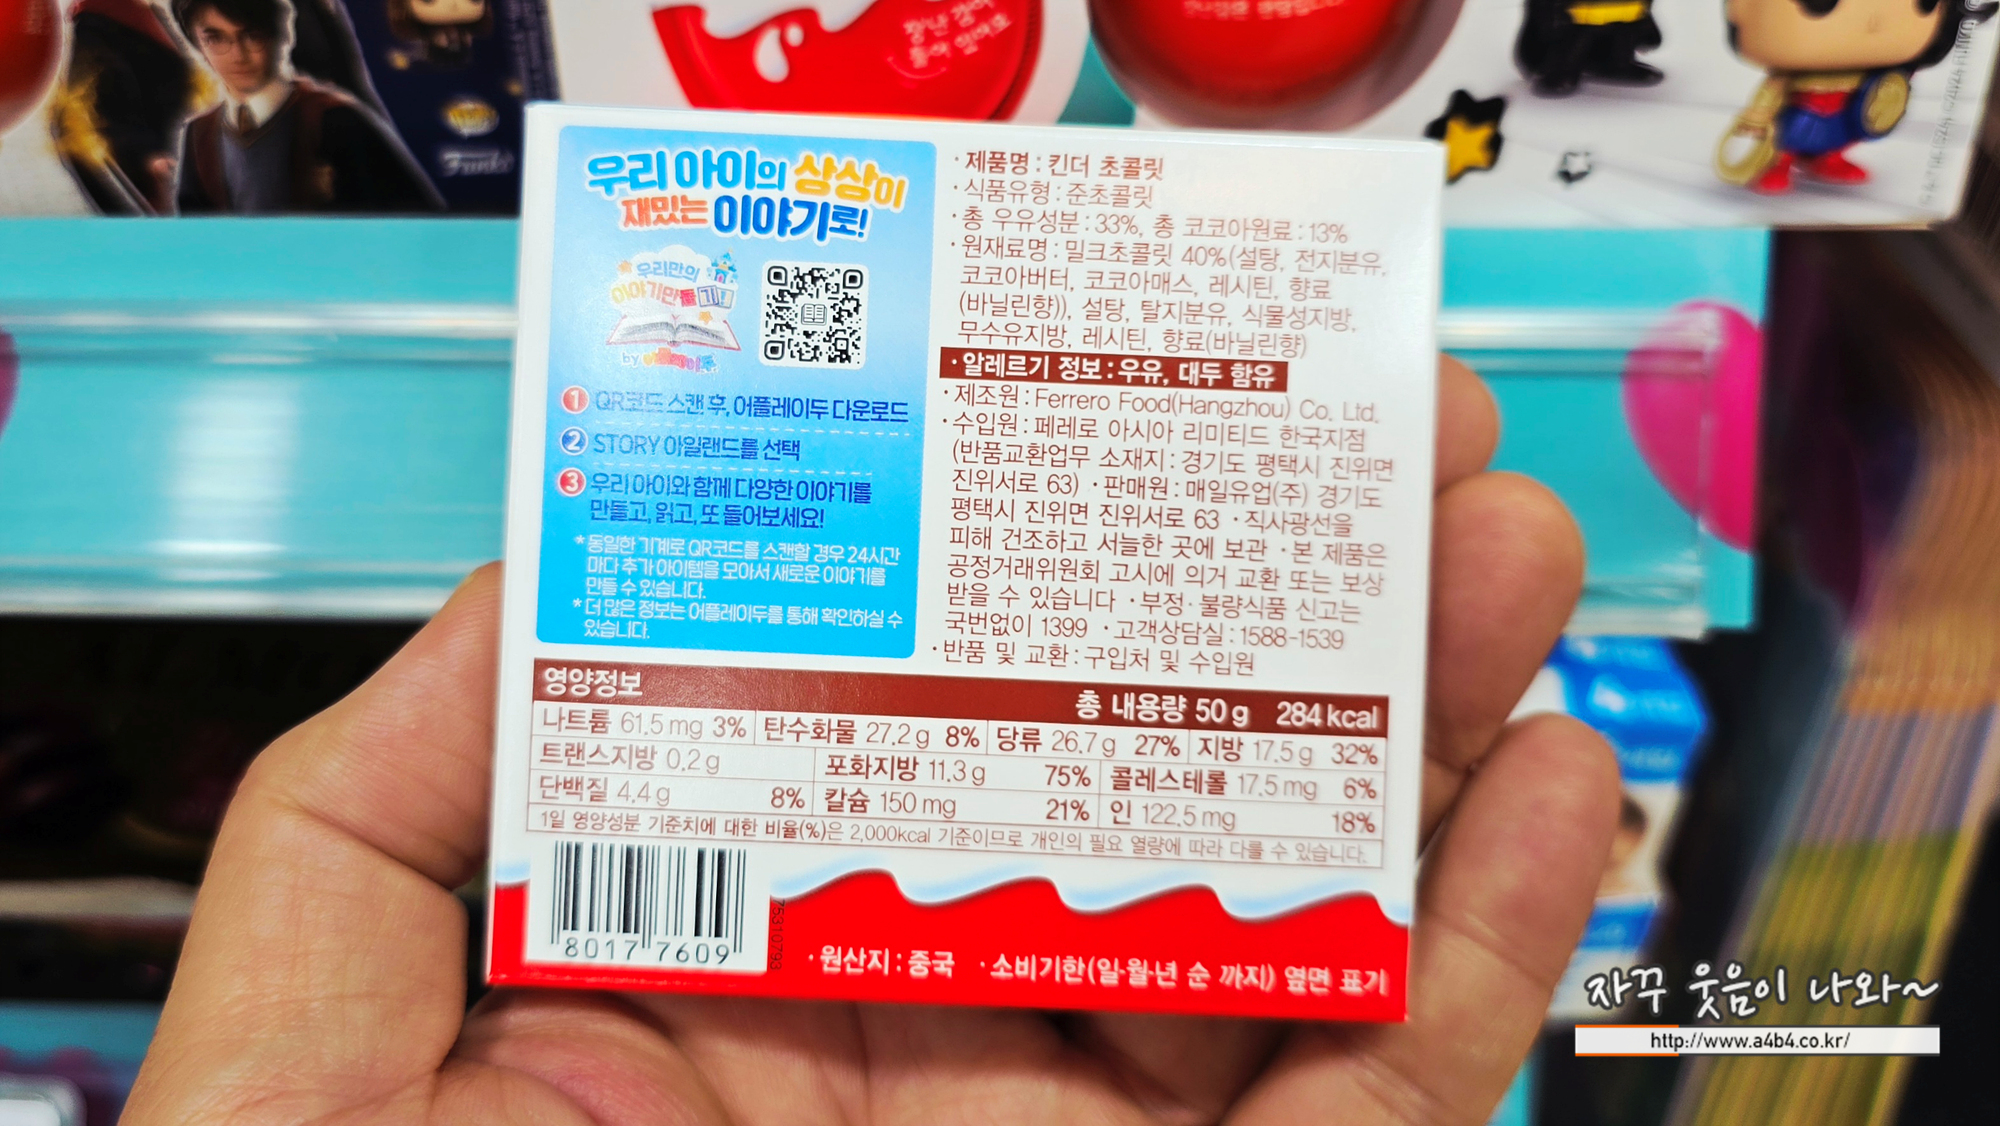 장난감이
들어 있어요
Funko
우리 아이의 상상이
재밌는 이야기로!
우리만의
이야기만들기!
by 어플레이두
1 QR코드 스캔 후, 어플레이두 다운로드
2 STORY 아일랜드를 선택
3 우리 아이와 함께 다양한 이야기를
만들고, 읽고, 또 들어보세요!
* 동일한 기계로 QR코드를 스캔할 경우 24시간
마다 추가 아이템을 모아서 새로운 이야기를
만들 수 있습니다.
* 더 많은 정보는 어플레이두를 통해 확인하실 수
있습니다.
· 제품명 : 킨더 초콜릿
· 식품유형 : 준초콜릿
· 총 우유성분 : 33%, 총 코코아원료 : 13%
· 원재료명 : 밀크초콜릿 40%(설탕, 전지분유,
코코아버터, 코코아매스, 레시틴, 향료
(바닐린향)), 설탕, 탈지분유, 식물성지방,
무수유지방, 레시틴, 향료(바닐린향)
· 알레르기 정보 : 우유, 대두 함유
· 제조원 : Ferrero Food(Hangzhou) Co. Ltd.
· 수입원 : 페레로 아시아 리미티드 한국지점
(반품교환업무 소재지 : 경기도 평택시 진위면
진위서로 63) · 판매원 : 매일유업(주) 경기도
평택시 진위면 진위서로 63 · 직사광선을
피해 건조하고 서늘한 곳에 보관 · 본 제품은
공정거래위원회 고시에 의거 교환 또는 보상
받을 수 있습니다 · 부정· 불량식품 신고는
국번없이 1399 · 고객상담실 : 1588-1539
· 반품 및 교환 : 구입처 및 수입원
영양정보 총 내용량 50 g 284 kcal
나트륨 61.5 mg 3% 탄수화물 27.2 g 8% 당류 26.7 g 27% 지방 17.5 g 32%
트랜스지방 0.2 g 포화지방 11.3 g 75% 콜레스테롤 17.5 mg 6%
단백질 4.4 g 8% 칼슘 150 mg 21% 인 122.5 mg 18%
1일 영양성분 기준치에 대한 비율(%)은 2,000kcal 기준이므로 개인의 필요 열량에 따라 다를 수 있습니다.
8017 7609
75310793
· 원산지 : 중국 · 소비기한(일·월·년 순 까지) 옆면 표기
자꾸 웃음이 나와~
http://www.a4b4.co.kr/